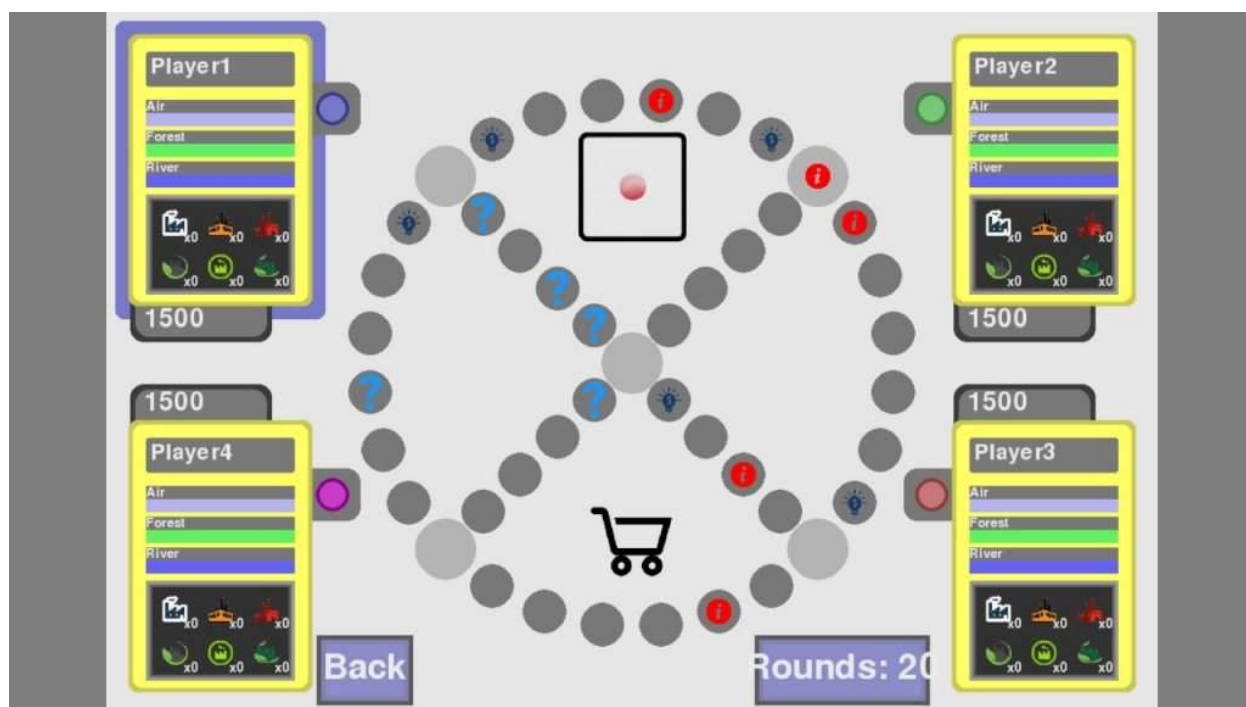 Player1
Air
Forest
River
x0 x0 x0
x0 x0 x0
1500
Player2
Air
Forest
River
x0 x0 x0
x0 x0 x0
1500
1500
Player4
Air
Forest
River
x0 x0 x0
x0 x0 x0
1500
Player3
Air
Forest
River
x0 x0 x0
x0 x0 x0
? 
?
?
?
?
i
i
i
i
i
Back
Rounds: 20